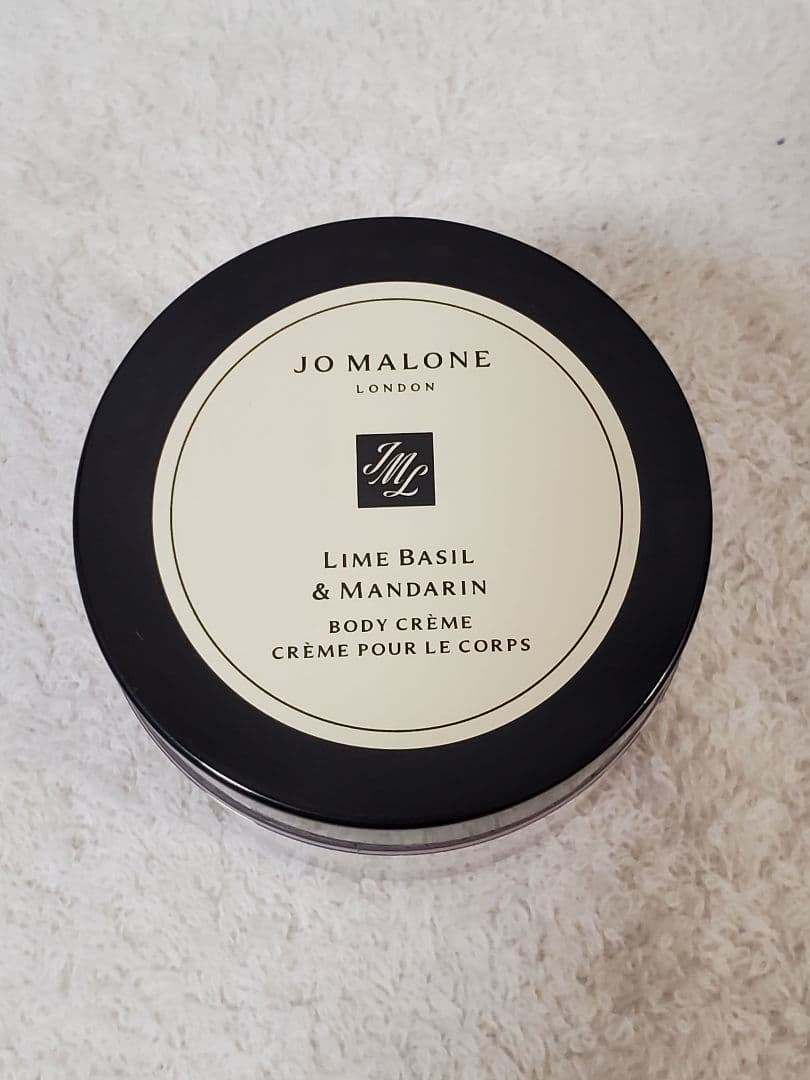 JO MALONE
LONDON
JML
LIME BASIL
& MANDARIN
BODY CRÈME
CRÈME POUR LE CORPS